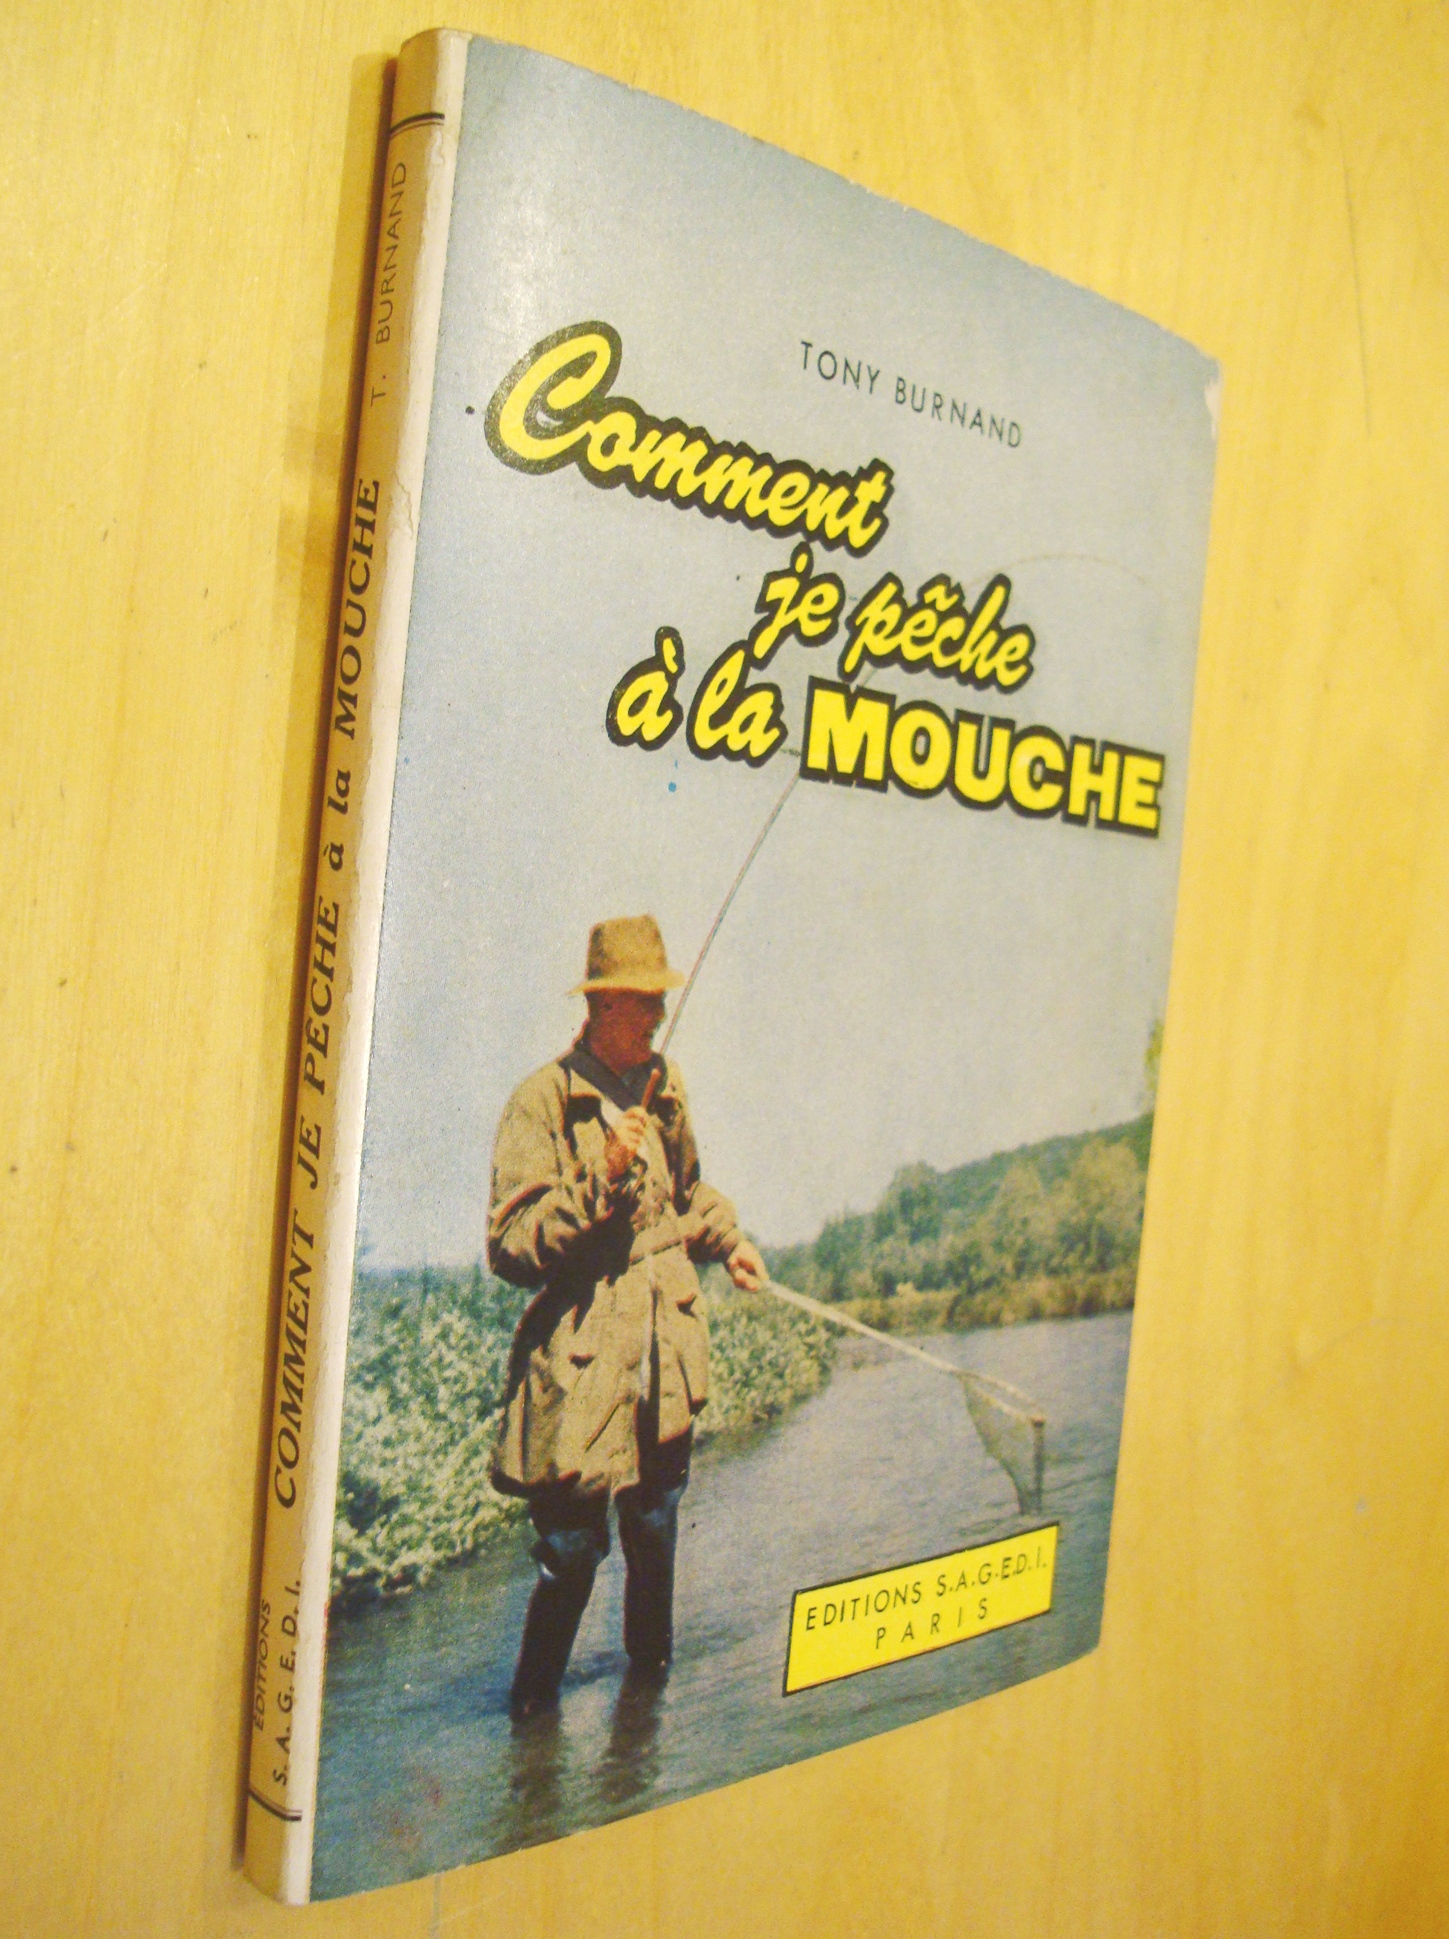 TONY BURNAND
Comment
je pêche
à la MOUCHE
EDITIONS S.A.G.E.D.I.
PARIS
EDITIONS
S. A. G. E. D. I.
COMMENT JE PÊCHE à la MOUCHE T. BURNAND